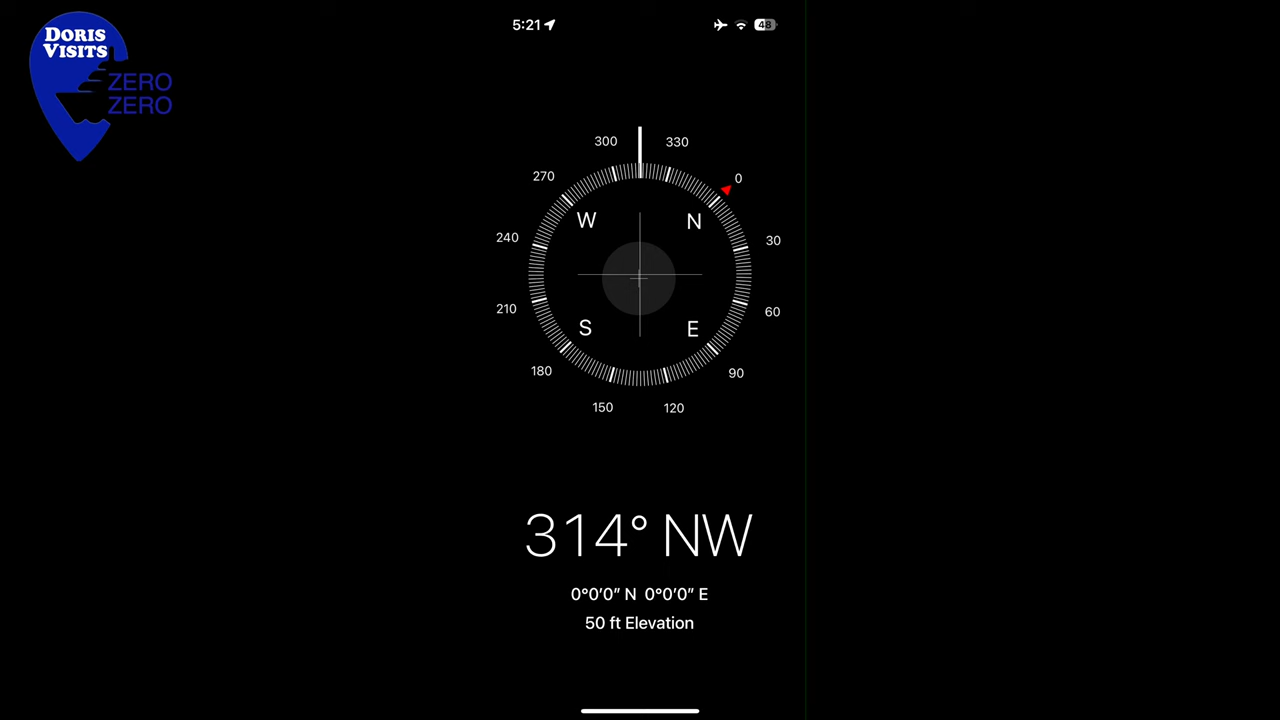 DORIS
VISITS
ZERO
ZERO
5:21
48
300
330
270
0
W
N
240
30
210
60
S
E
180
90
150
120
314° NW
0°0′0″ N 0°0′0″ E
50 ft Elevation